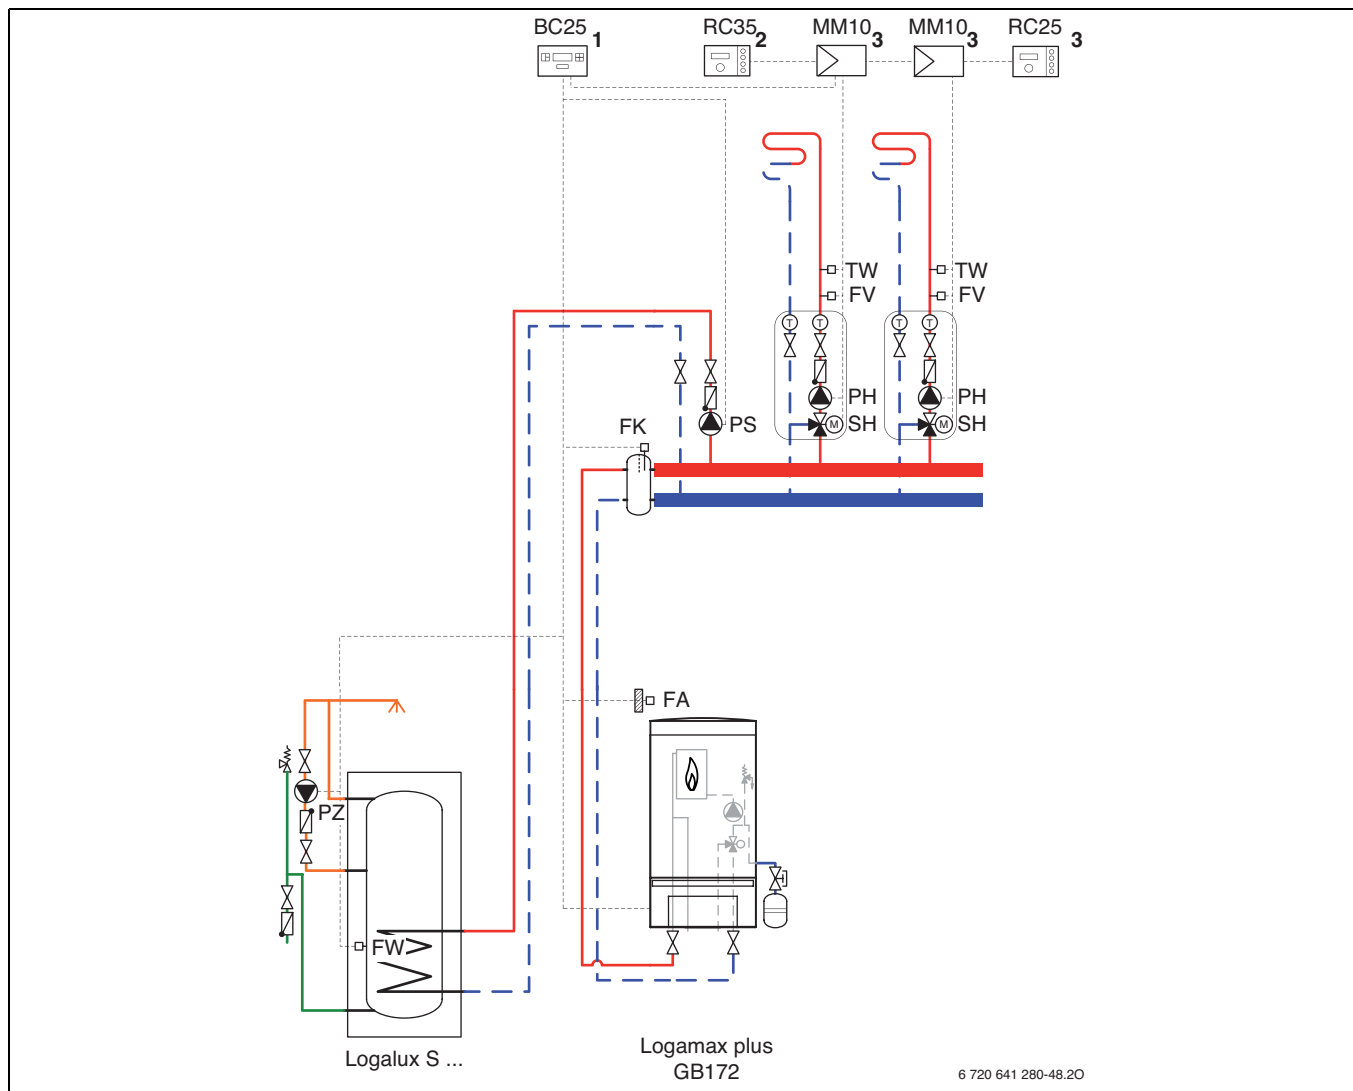 BC25 1
RC35 2
MM10 3
MM10 3
RC25 3
TW
TW
FV
FV
T
T
T
T
PH
PH
M
SH
M
SH
FK
PS
FA
PZ
FW
Logalux S ...
Logamax plus
GB172
6 720 641 280-48.2O